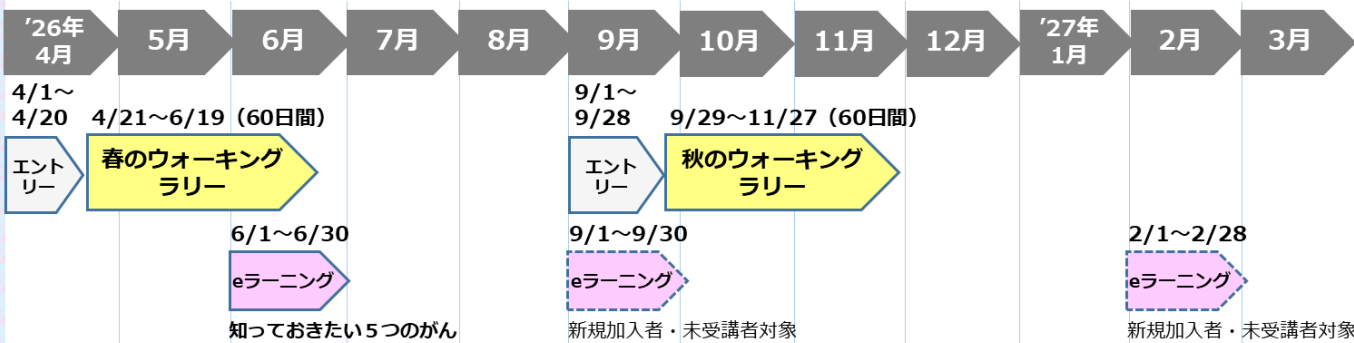 ’26年
4月
5月
6月
7月
8月
9月
10月
11月
12月
’27年
1月
2月
3月
4/1～
4/20
4/21～6/19（60日間）
9/1～
9/28
9/29～11/27（60日間）
エント
リー
春のウォーキング
ラリー
エント
リー
秋のウォーキング
ラリー
6/1～6/30
9/1～9/30
2/1～2/28
eラーニング
eラーニング
eラーニング
知っておきたい５つのがん
新規加入者・未受講者対象
新規加入者・未受講者対象